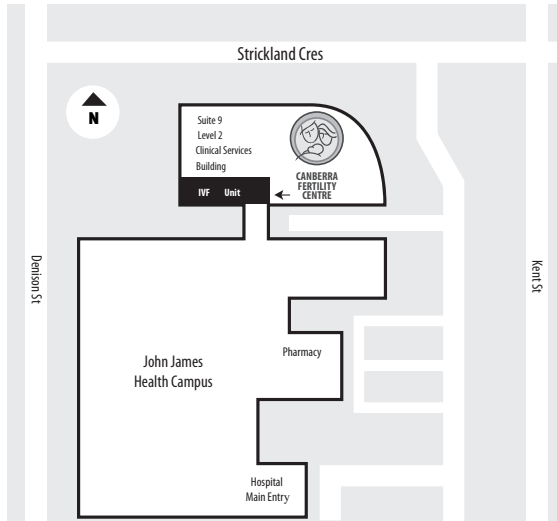 Strickland Cres
N
Suite 9
Level 2
Clinical Services
Building
CANBERRA
FERTILITY
CENTRE
IVF Unit
Denison St
Kent St
Pharmacy
John James
Health Campus
Hospital
Main Entry